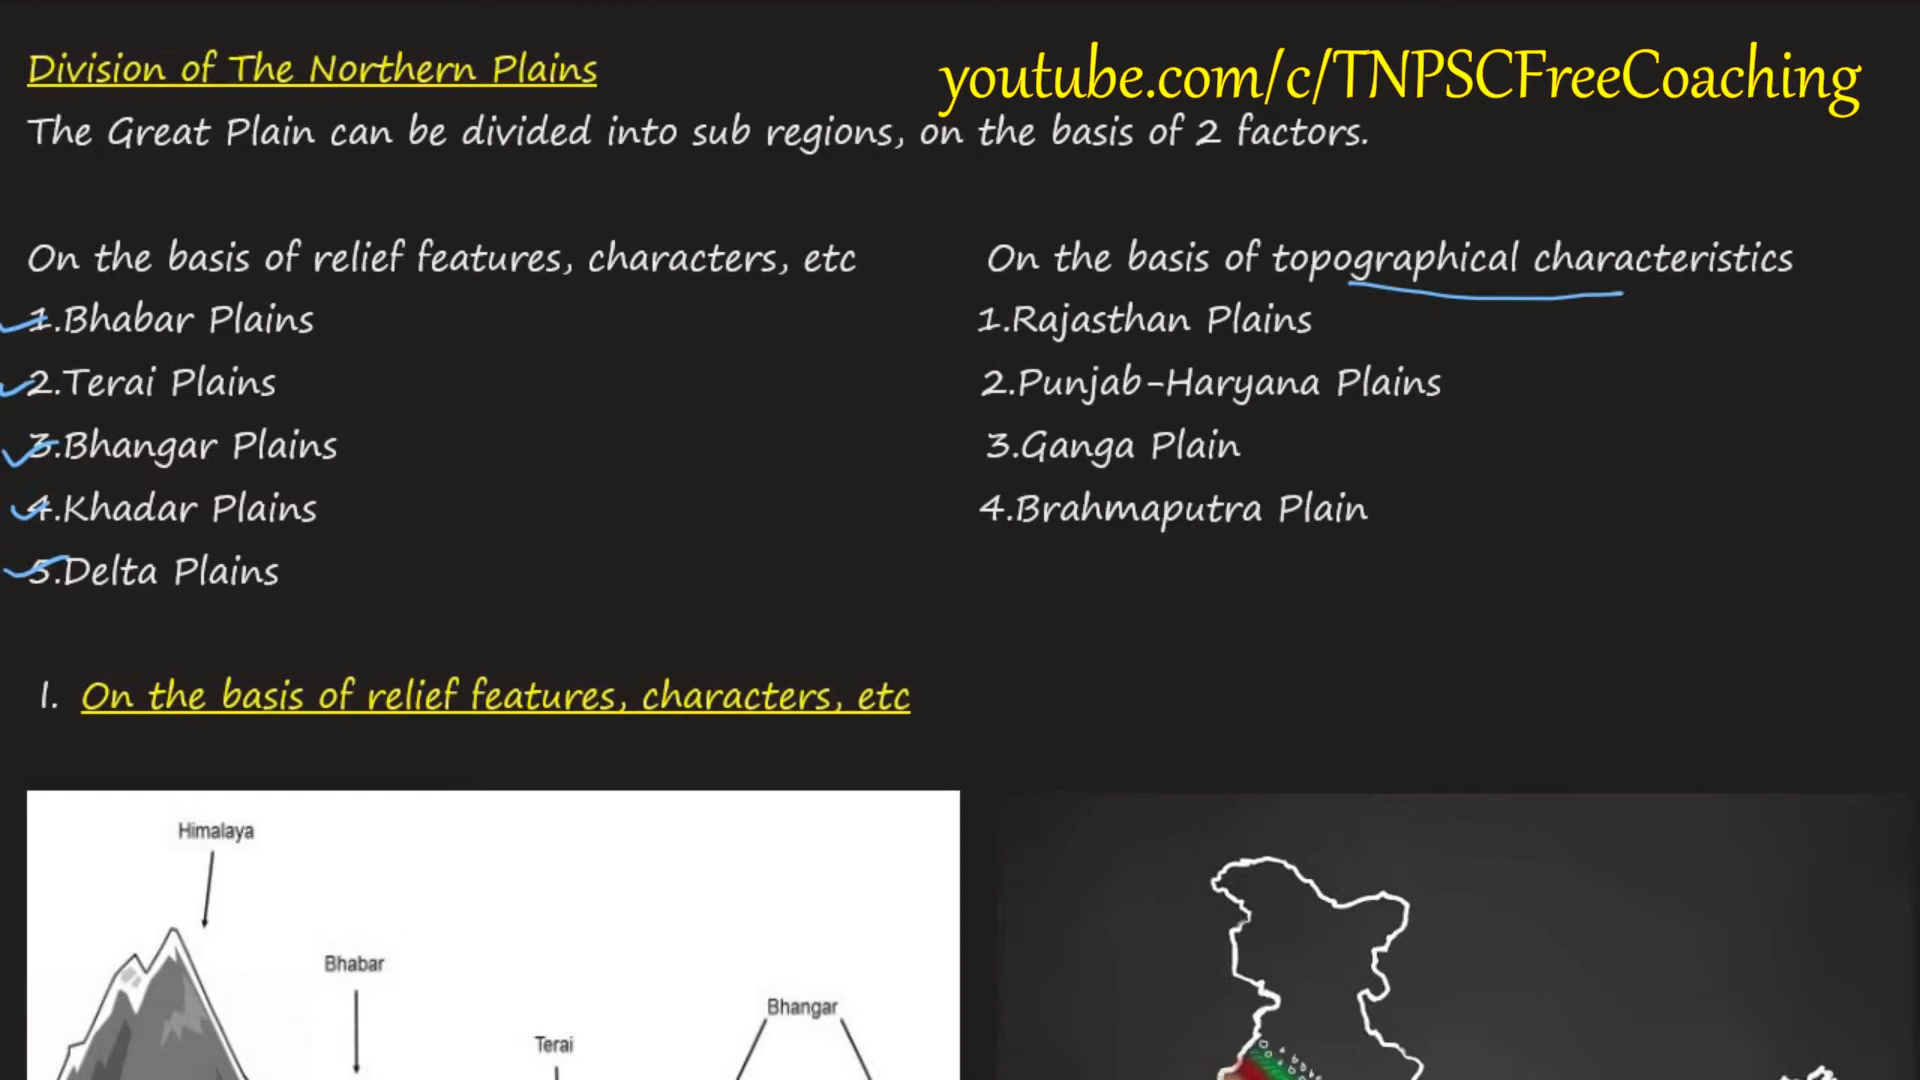 Division of The Northern Plains
youtube.com/c/TNPSCFreeCoaching
The Great Plain can be divided into sub regions, on the basis of 2 factors.
On the basis of relief features, characters, etc
1.Bhabar Plains
2.Terai Plains
3.Bhangar Plains
4.Khadar Plains
5.Delta Plains
On the basis of topographical characteristics
1.Rajasthan Plains
2.Punjab-Haryana Plains
3.Ganga Plain
4.Brahmaputra Plain
I. On the basis of relief features, characters, etc
Himalaya
Bhabar
Bhangar
Terai